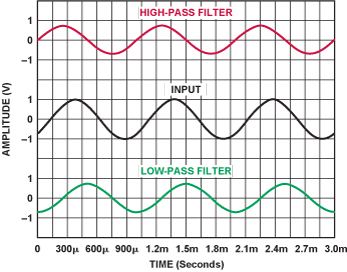 HIGH-PASS FILTER
1
0
–1
INPUT
1
0
–1
LOW-PASS FILTER
1
0
–1
AMPLITUDE (V)
0 300µ 600µ 900µ 1.2m 1.5m 1.8m 2.1m 2.4m 2.7m 3.0m
TIME (Seconds)